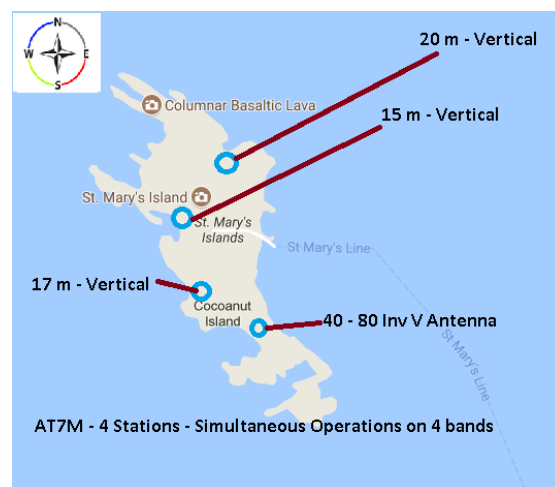 N
W E
S
20 m - Vertical
Columnar Basaltic Lava
15 m - Vertical
St. Mary's Island
St. Mary's
Islands
St Mary's Line
17 m - Vertical
Cocoanut
Island
40 - 80 Inv V Antenna
St Mary's Line
AT7M - 4 Stations - Simultaneous Operations on 4 bands